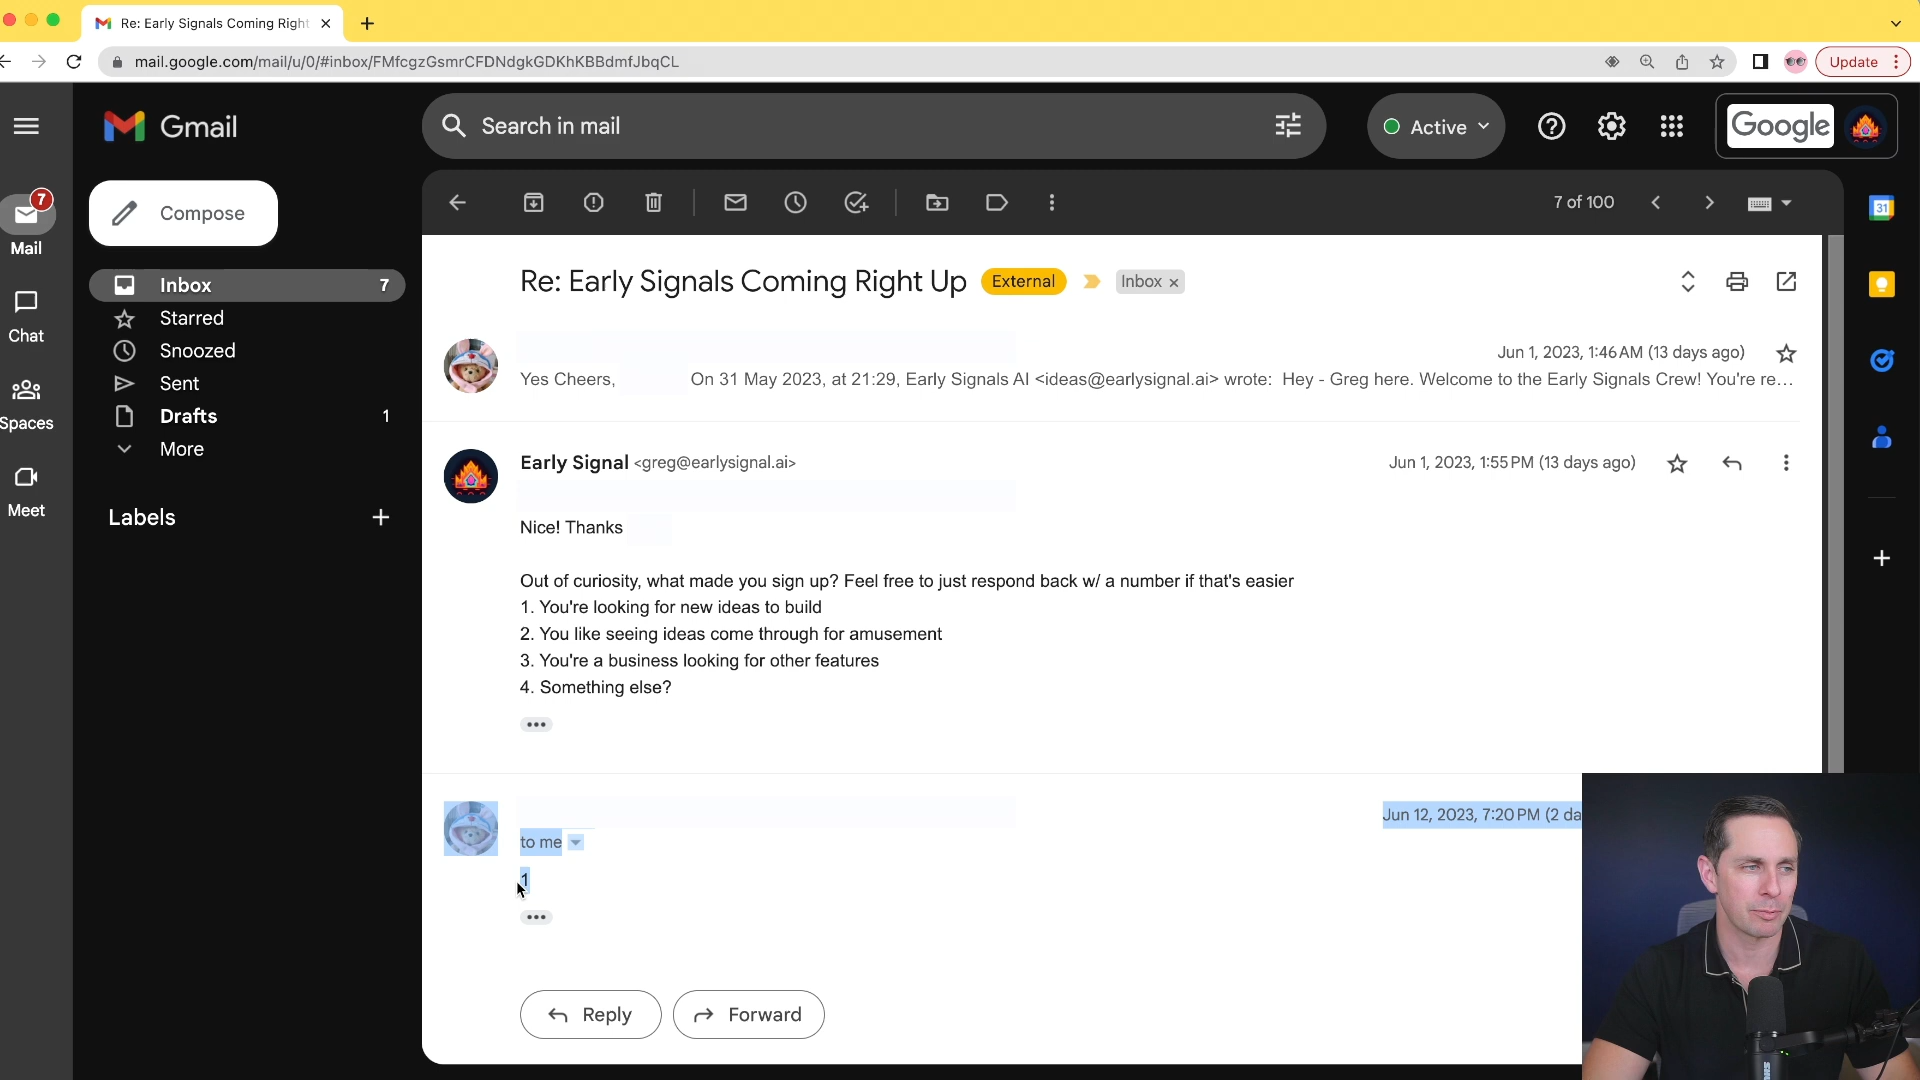 Re: Early Signals Coming Right
mail.google.com/mail/u/0/#inbox/FMfcgzGsmrCFDNdgkGDKhKBBdmfJbqCL
Update
Gmail
Search in mail
Active
Google
7
Mail
Chat
Spaces
Meet
Compose
Inbox 7
Starred
Snoozed
Sent
Drafts 1
More
Labels
7 of 100
31
Re: Early Signals Coming Right Up External Inbox
Jun 1, 2023, 1:46 AM (13 days ago)
Yes Cheers, On 31 May 2023, at 21:29, Early Signals AI <ideas@earlysignal.ai> wrote: Hey - Greg here. Welcome to the Early Signals Crew! You're re...
Early Signal <greg@earlysignal.ai> Jun 1, 2023, 1:55 PM (13 days ago)
Nice! Thanks
Out of curiosity, what made you sign up? Feel free to just respond back w/ a number if that's easier
1. You're looking for new ideas to build
2. You like seeing ideas come through for amusement
3. You're a business looking for other features
4. Something else?
Jun 12, 2023, 7:20 PM (2 da
to me
1
Reply Forward